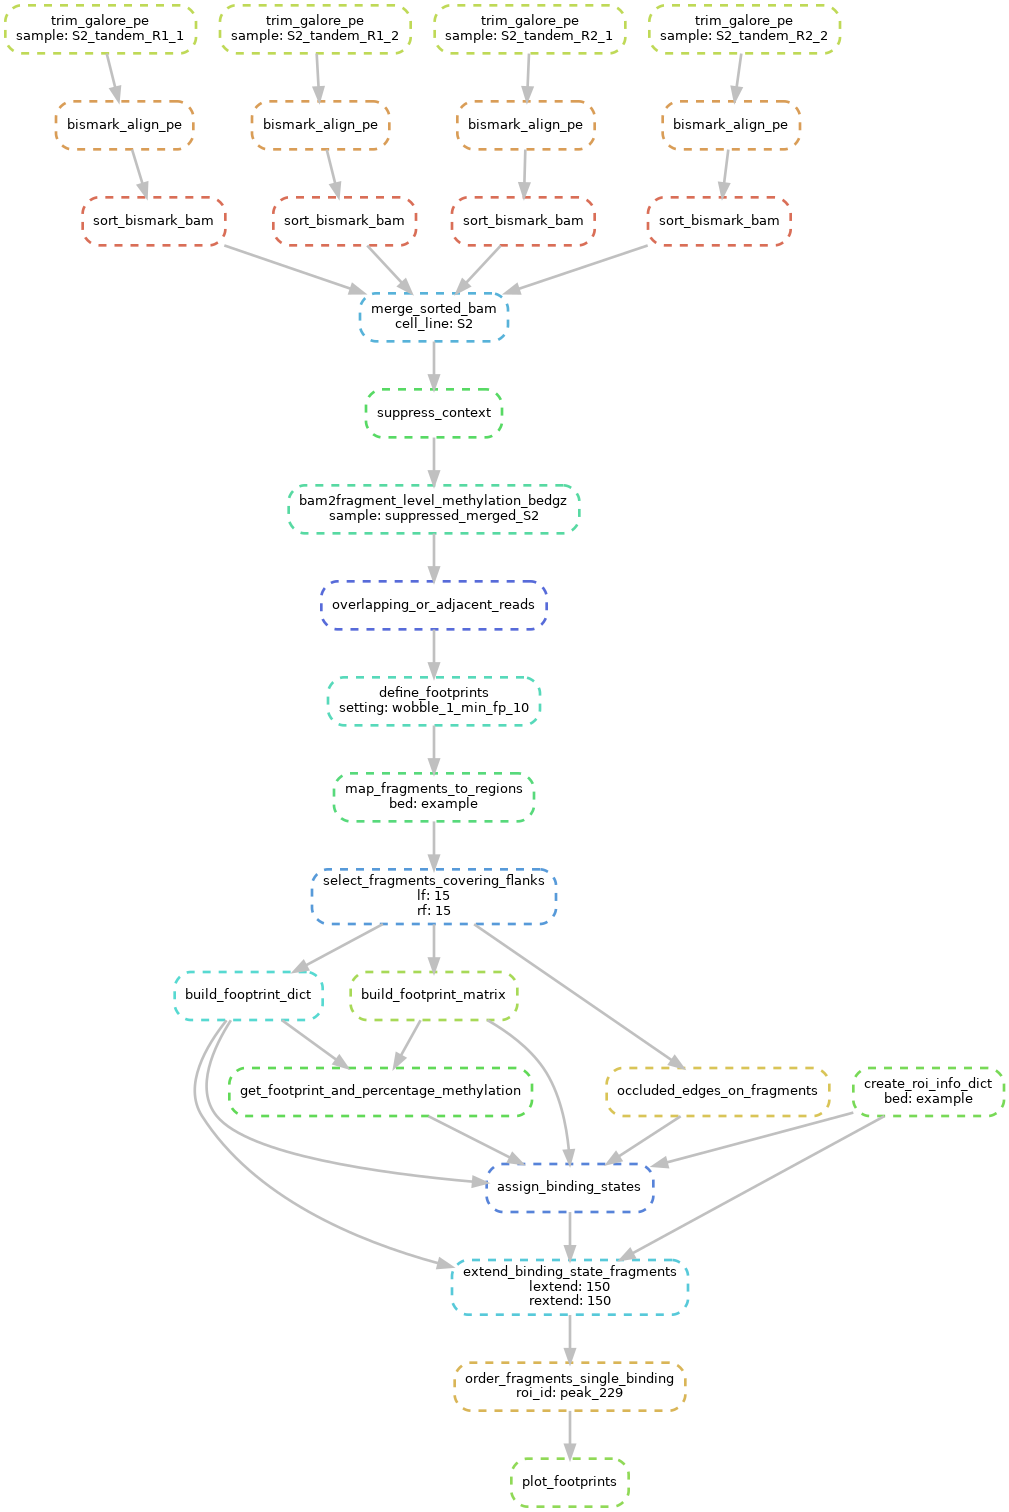 trim_galore_pe
sample: S2_tandem_R1_1
trim_galore_pe
sample: S2_tandem_R1_2
trim_galore_pe
sample: S2_tandem_R2_1
trim_galore_pe
sample: S2_tandem_R2_2
bismark_align_pe
bismark_align_pe
bismark_align_pe
bismark_align_pe
sort_bismark_bam
sort_bismark_bam
sort_bismark_bam
sort_bismark_bam
merge_sorted_bam
cell_line: S2
suppress_context
bam2fragment_level_methylation_bedgz
sample: suppressed_merged_S2
overlapping_or_adjacent_reads
define_footprints
setting: wobble_1_min_fp_10
map_fragments_to_regions
bed: example
select_fragments_covering_flanks
lf: 15
rf: 15
build_fooptrint_dict
build_footprint_matrix
get_footprint_and_percentage_methylation
occluded_edges_on_fragments
create_roi_info_dict
bed: example
assign_binding_states
extend_binding_state_fragments
lextend: 150
rextend: 150
order_fragments_single_binding
roi_id: peak_229
plot_footprints